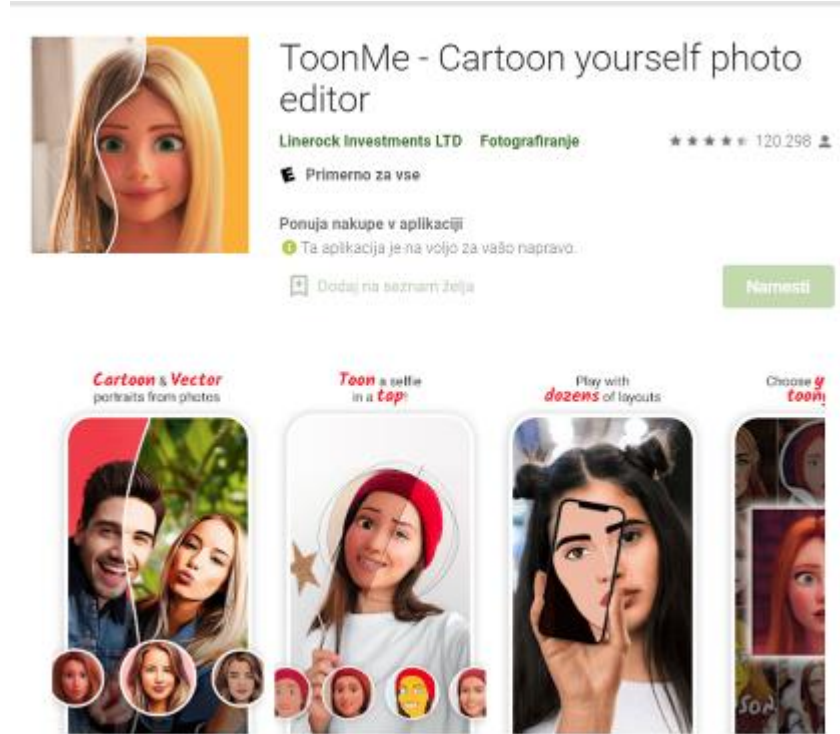 ToonMe - Cartoon yourself photo
editor
Linerock Investments LTD Fotografiranje 120.298
E Primerno za vse
Ponuja nakupe v aplikaciji
Ta aplikacija je na voljo za vašo napravo.
Dodaj na seznam želja
Namesti
Cartoon & Vector
portraits from photos
Toon a selfie
in a tap!
Play with
dozens of layouts
Choose y
toon